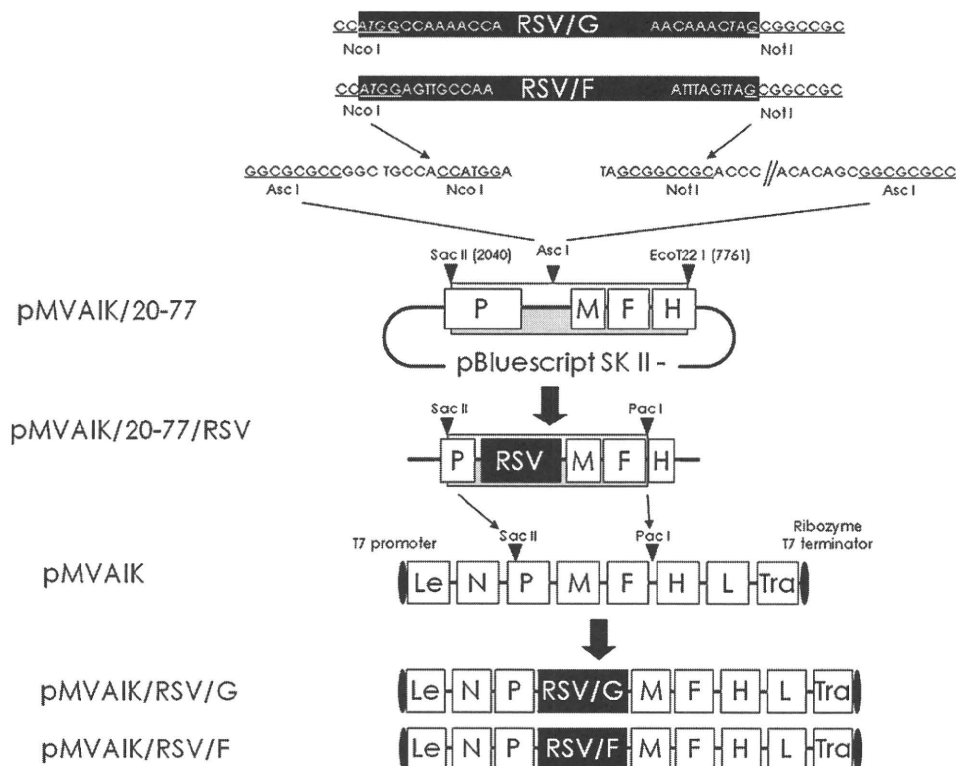 CCATGGCCAAAACCA RSV/G AACAAACTAGCGGCCGC
Nco I Not I
CCATGGAGTTGCCAA RSV/F ATTTAGTTAGCGGCCGC
Nco I Not I
GGCGCGCCGGC TGCCACCATGGA TAGCGGCCGCACCC // ACACAGCGGCGCGCC
Asc I Nco I Not I Asc I
Sac II (2040) Asc I EcoT22 I (7761)
pMVAIK/20-77 P M F H
pBluescript SK II -
Sac II Pac I
pMVAIK/20-77/RSV P RSV M F H
T7 promoter Sac II Pac I Ribozyme
T7 terminator
pMVAIK Le N P M F H L Tra
pMVAIK/RSV/G Le N P RSV/G M F H L Tra
pMVAIK/RSV/F Le N P RSV/F M F H L Tra